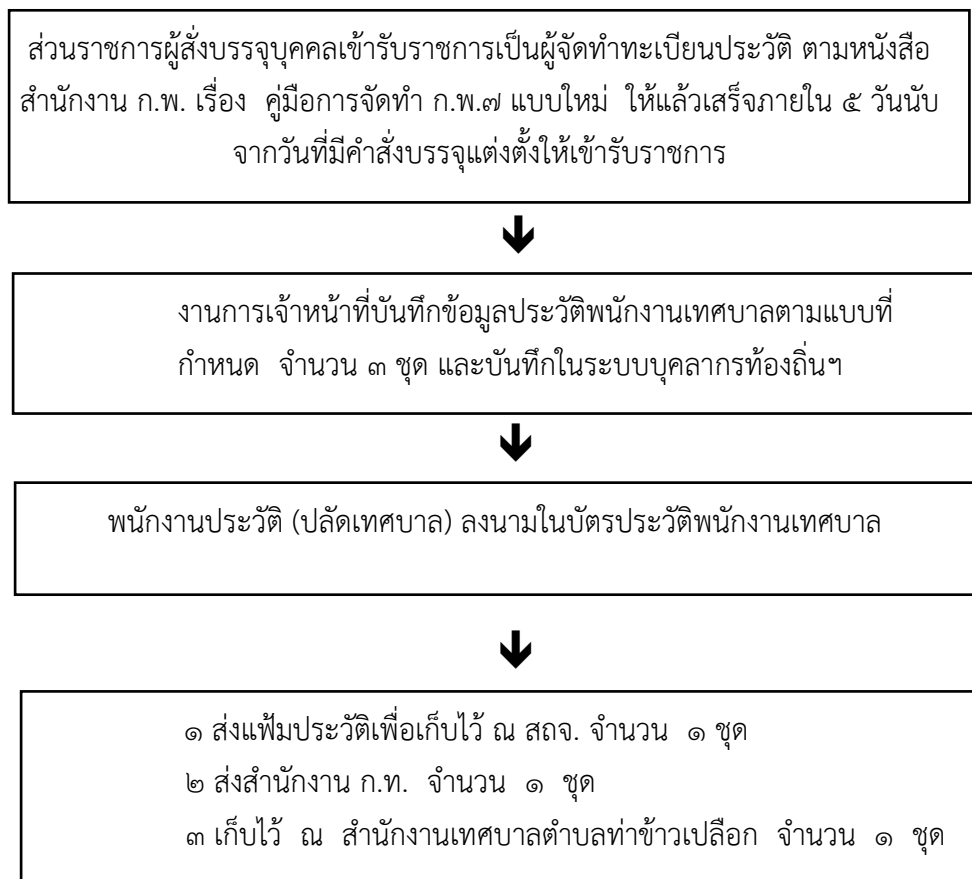 ส่วนราชการผู้สั่งบรรจุบุคคลเข้ารับราชการเป็นผู้จัดทำทะเบียนประวัติ ตามหนังสือ
สำนักงาน ก.พ. เรื่อง คู่มือการจัดทำ ก.พ.๗ แบบใหม่ ให้แล้วเสร็จภายใน ๕ วันนับ
จากวันที่มีคำสั่งบรรจุแต่งตั้งให้เข้ารับราชการ
งานการเจ้าหน้าที่บันทึกข้อมูลประวัติพนักงานเทศบาลตามแบบที่
กำหนด จำนวน ๓ ชุด และบันทึกในระบบบุคลากรท้องถิ่นฯ
พนักงานประวัติ (ปลัดเทศบาล) ลงนามในบัตรประวัติพนักงานเทศบาล
๑ ส่งแฟ้มประวัติเพื่อเก็บไว้ ณ สถจ. จำนวน ๑ ชุด
๒ ส่งสำนักงาน ก.ท. จำนวน ๑ ชุด
๓ เก็บไว้ ณ สำนักงานเทศบาลตำบลท่าข้าวเปลือก จำนวน ๑ ชุด